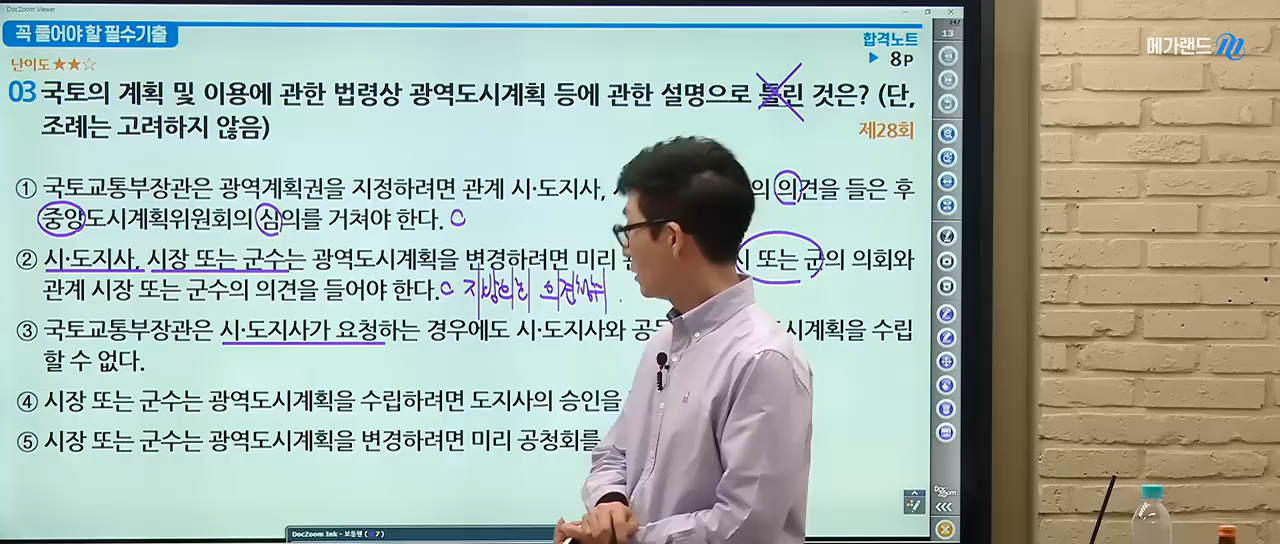 DocZoom Viewer
꼭 풀어야 할 필수기출
합격노트
▶ 8P
247
13
메가랜드
난이도★★☆
03 국토의 계획 및 이용에 관한 법령상 광역도시계획 등에 관한 설명으로 틀린 것은? (단,
조례는 고려하지 않음)
제28회
① 국토교통부장관은 광역계획권을 지정하려면 관계 시·도지사, 의 의견을 들은 후
중앙도시계획위원회의 심의를 거쳐야 한다.
② 시·도지사, 시장 또는 군수는 광역도시계획을 변경하려면 미리 시 또는 군의 의회와
관계 시장 또는 군수의 의견을 들어야 한다. 지방의회 의견청취
③ 국토교통부장관은 시·도지사가 요청하는 경우에도 시·도지사와 공 시계획을 수립
할 수 없다.
④ 시장 또는 군수는 광역도시계획을 수립하려면 도지사의 승인을
⑤ 시장 또는 군수는 광역도시계획을 변경하려면 미리 공청회를
DocZoom
DocZoom Ink - 보통펜 ( 7 )